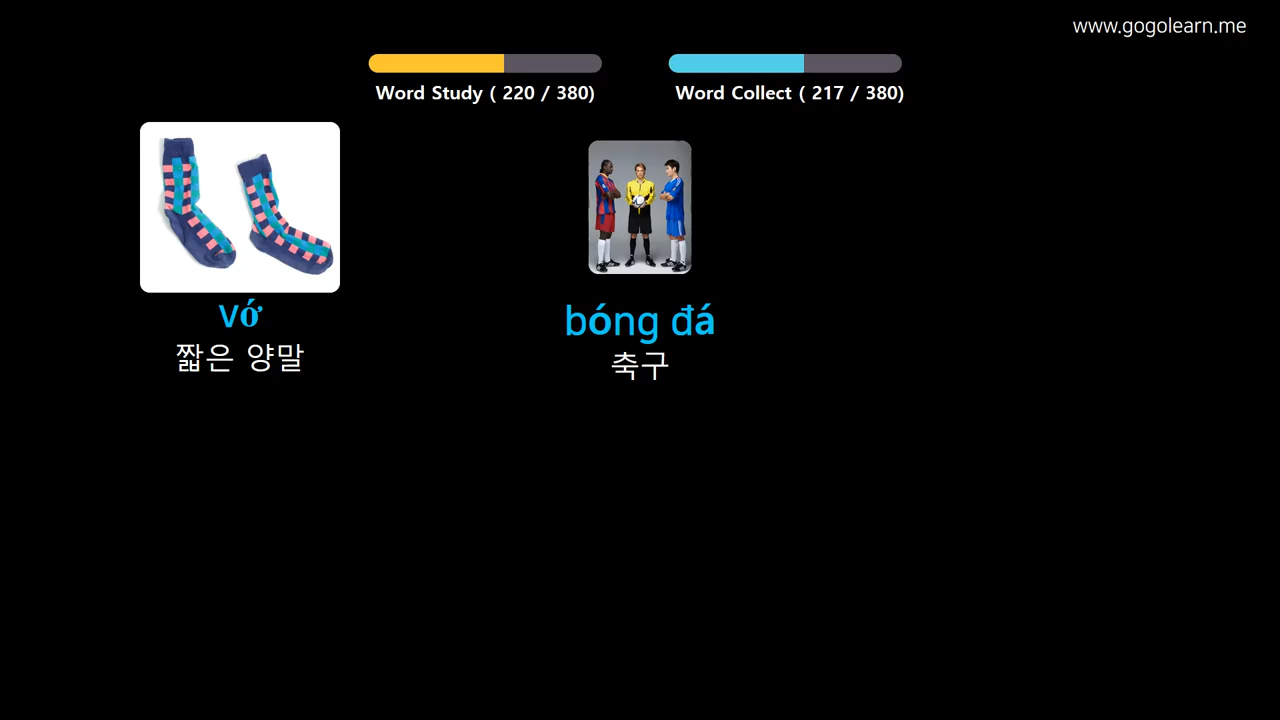 www.gogolearn.me
Word Study ( 220 / 380)
Word Collect ( 217 / 380)
vớ
짧은 양말
bóng đá
축구